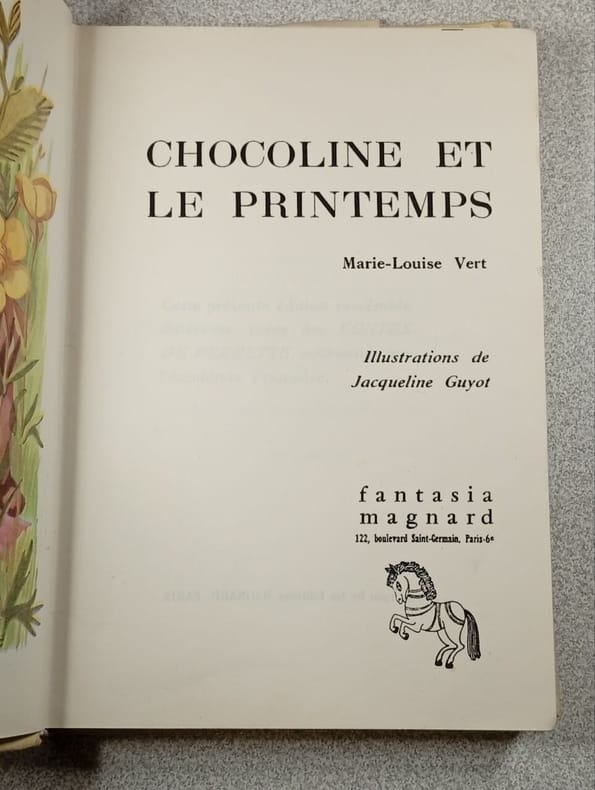 CHOCOLINE ET
LE PRINTEMPS
Marie-Louise Vert
Illustrations de
Jacqueline Guyot
fantasia
magnard
122, boulevard Saint-Germain, Paris-6e